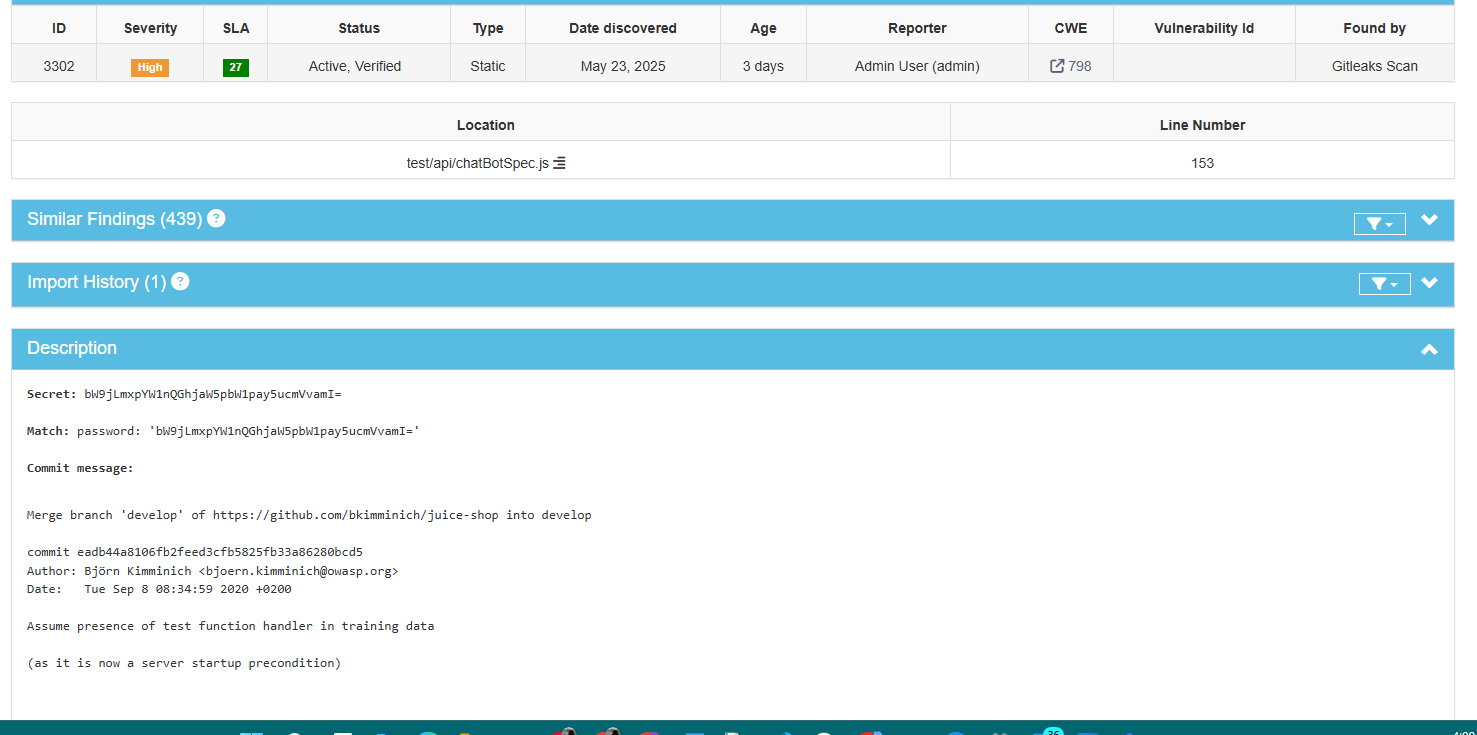 ID Severity SLA Status Type Date discovered Age Reporter CWE Vulnerability Id Found by
3302 High 27 Active, Verified Static May 23, 2025 3 days Admin User (admin) 798 Gitleaks Scan
Location Line Number
test/api/chatBotSpec.js 153
Similar Findings (439) ?
Import History (1) ?
Description
Secret: bW9jLmxpYW1nQGhjaW5pbW1pay5ucmVvamI=
Match: password: 'bW9jLmxpYW1nQGhjaW5pbW1pay5ucmVvamI='
Commit message:
Merge branch 'develop' of https://github.com/bkimminich/juice-shop into develop
commit eadb44a8106fb2feed3cfb5825fb33a86280bcd5
Author: Björn Kimminich <bjoern.kimminich@owasp.org>
Date: Tue Sep 8 08:34:59 2020 +0200
Assume presence of test function handler in training data
(as it is now a server startup precondition)